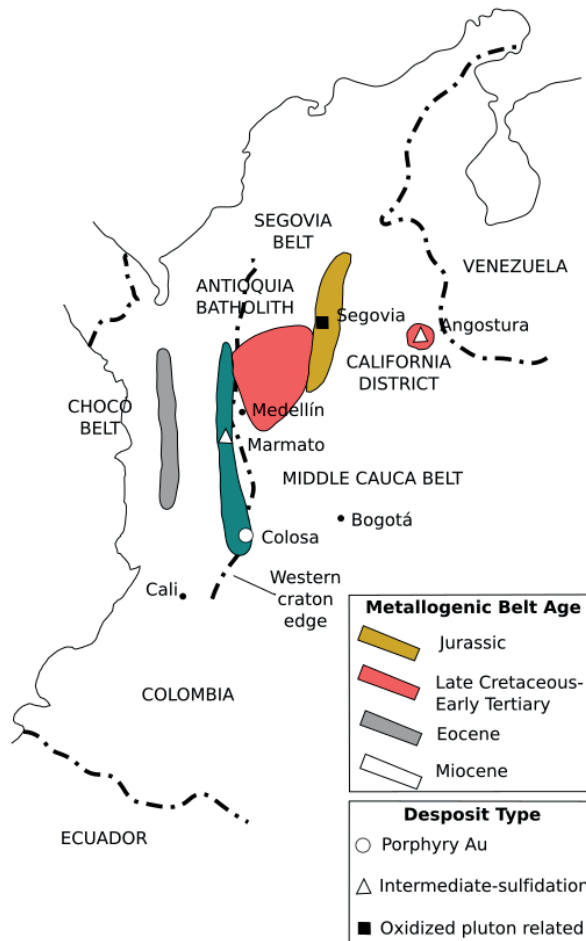 SEGOVIA
BELT
VENEZUELA
ANTIOQUIA
BATHOLITH
Segovia
Angostura
CALIFORNIA
DISTRICT
CHOCO
BELT
Medellín
Marmato
MIDDLE CAUCA BELT
Bogotá
Colosa
Western
craton
edge
Cali
COLOMBIA
ECUADOR
Metallogenic Belt Age
Jurassic
Late Cretaceous-
Early Tertiary
Eocene
Miocene
Desposit Type
Porphyry Au
Intermediate-sulfidation
Oxidized pluton related